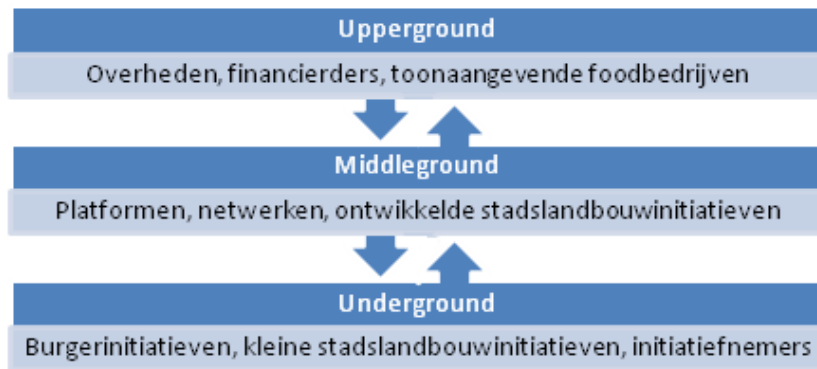 Upperground
Overheden, financierders, toonaangevende foodbedrijven
Middleground
Platformen, netwerken, ontwikkelde stadslandbouwinitiatieven
Underground
Burgerinitiatieven, kleine stadslandbouwinitiatieven, initiatiefnemers